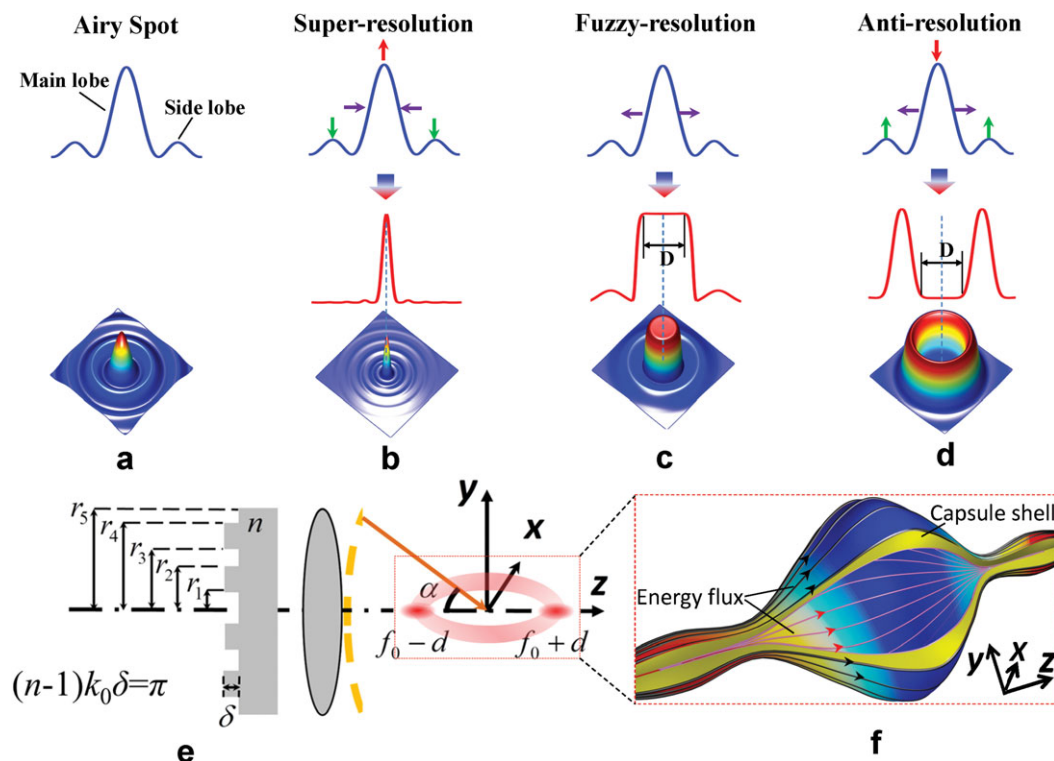 Airy Spot
Super-resolution
Fuzzy-resolution
Anti-resolution
Main lobe
Side lobe
D
D
a
b
c
d
r₅
r₄
r₃
r₂
r₁
n
(n-1)k₀δ=π
δ
e
α
y
x
z
f₀−d
f₀+d
Capsule shell
Energy flux
y
x
z
f